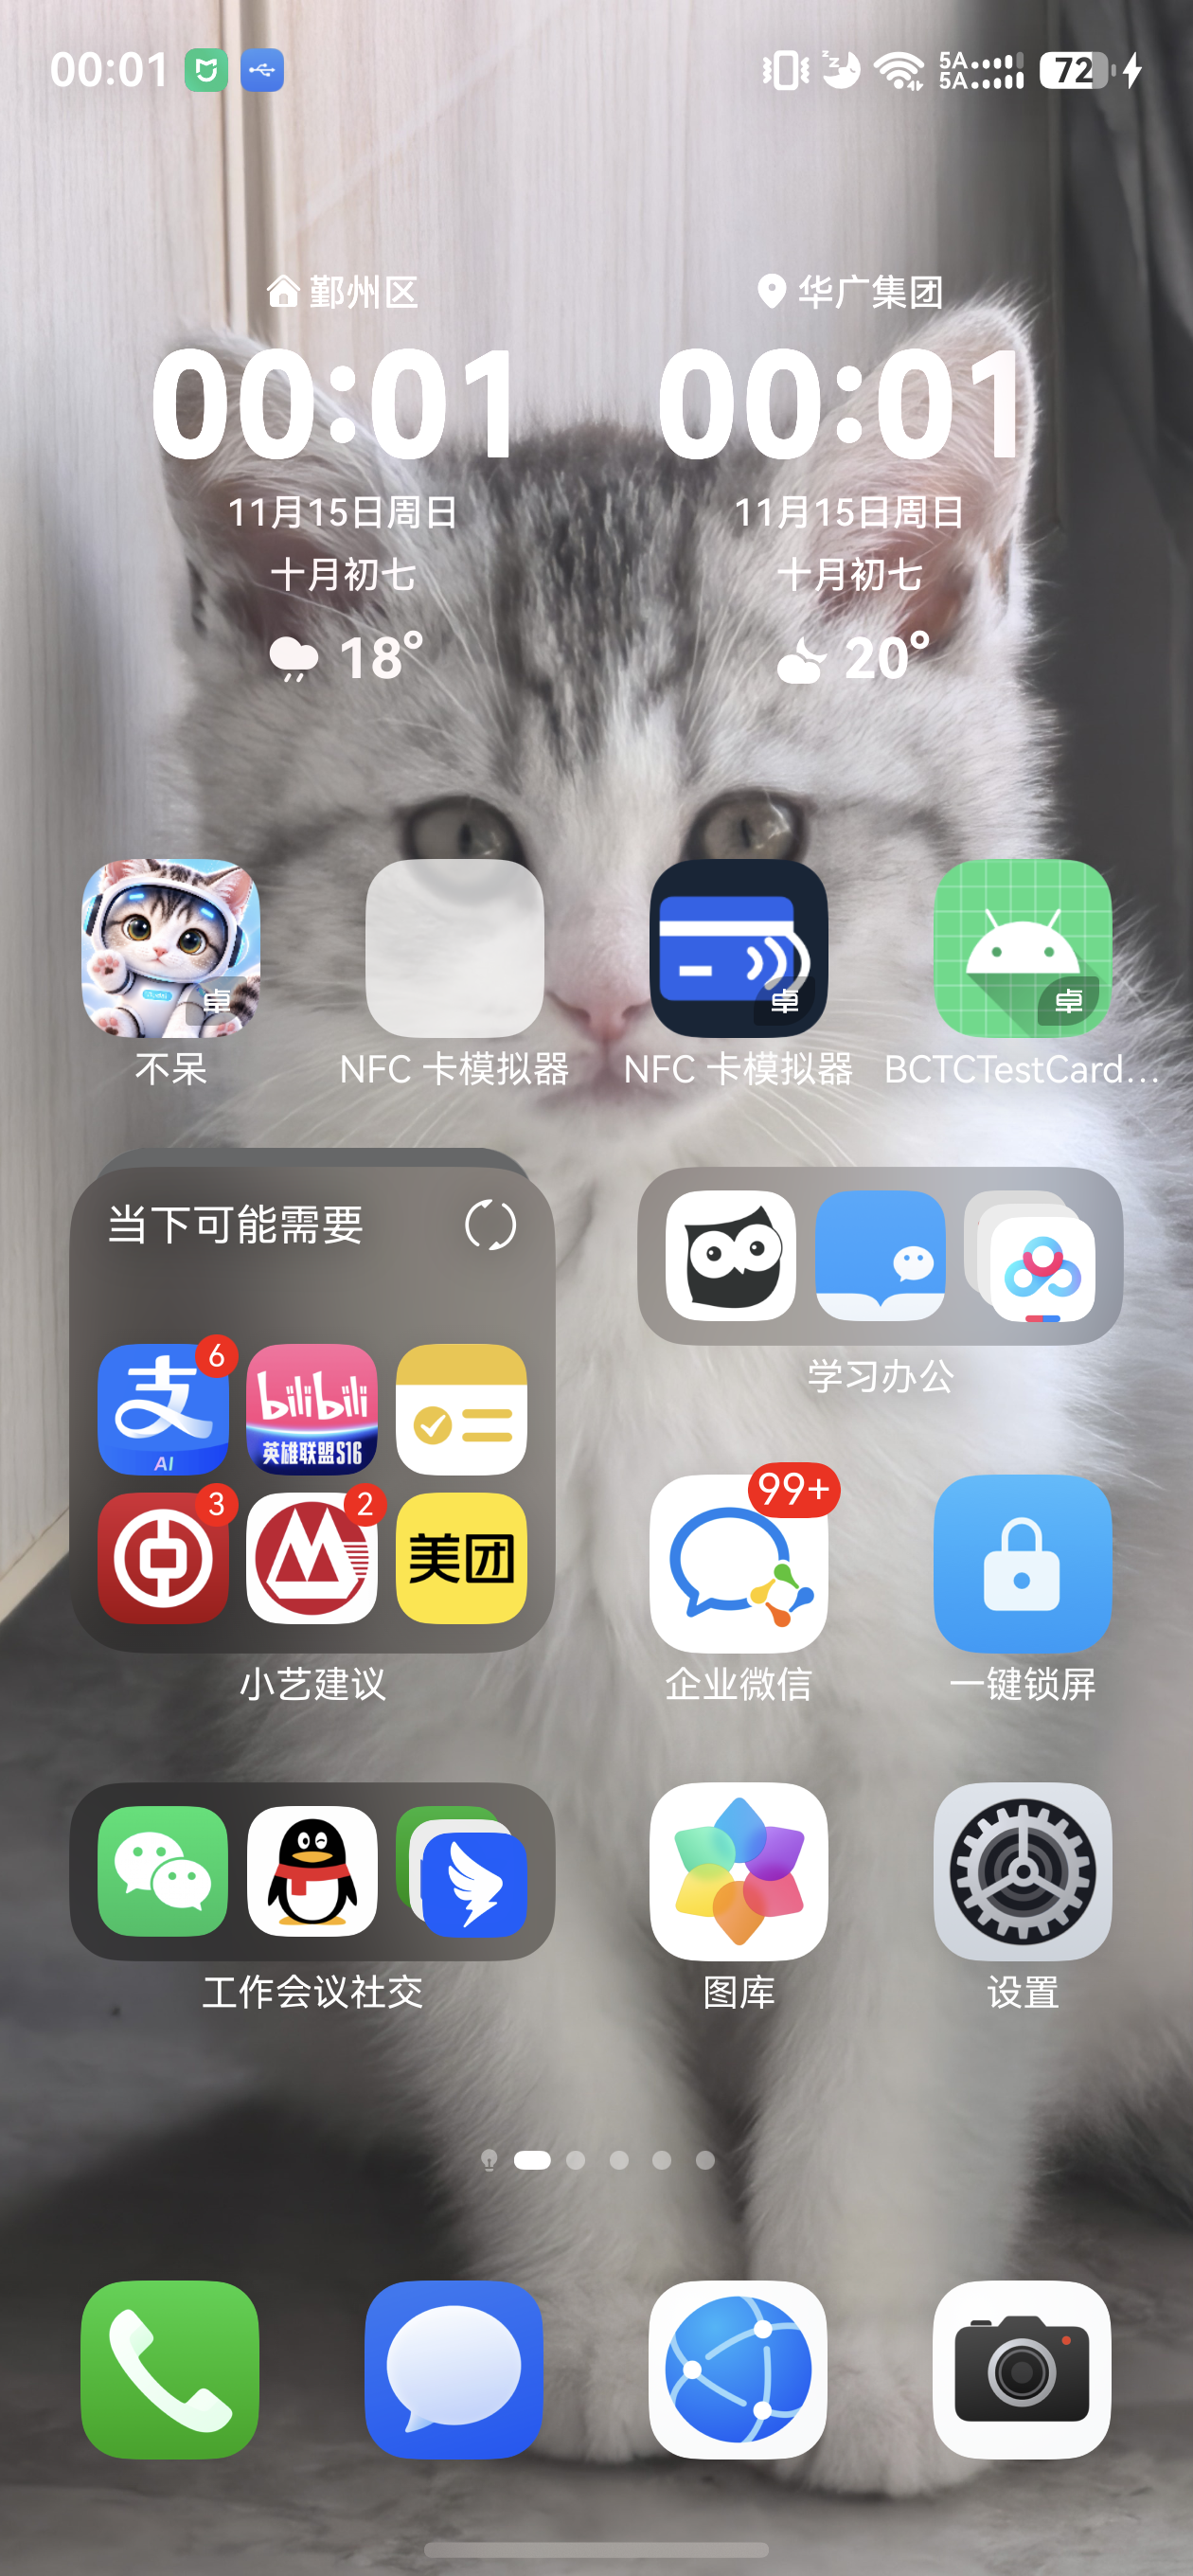 00:01
5A
5A
72
鄞州区
华广集团
00:01
00:01
11月15日周日
11月15日周日
十月初七
十月初七
18°
20°
卓
卓
卓
不呆
NFC 卡模拟器
NFC 卡模拟器
BCTCTestCard...
当下可能需要
支
6
AI
bilibili
英雄联盟S16
3
2
美团
学习办公
99+
小艺建议
企业微信
一键锁屏
工作会议社交
图库
设置